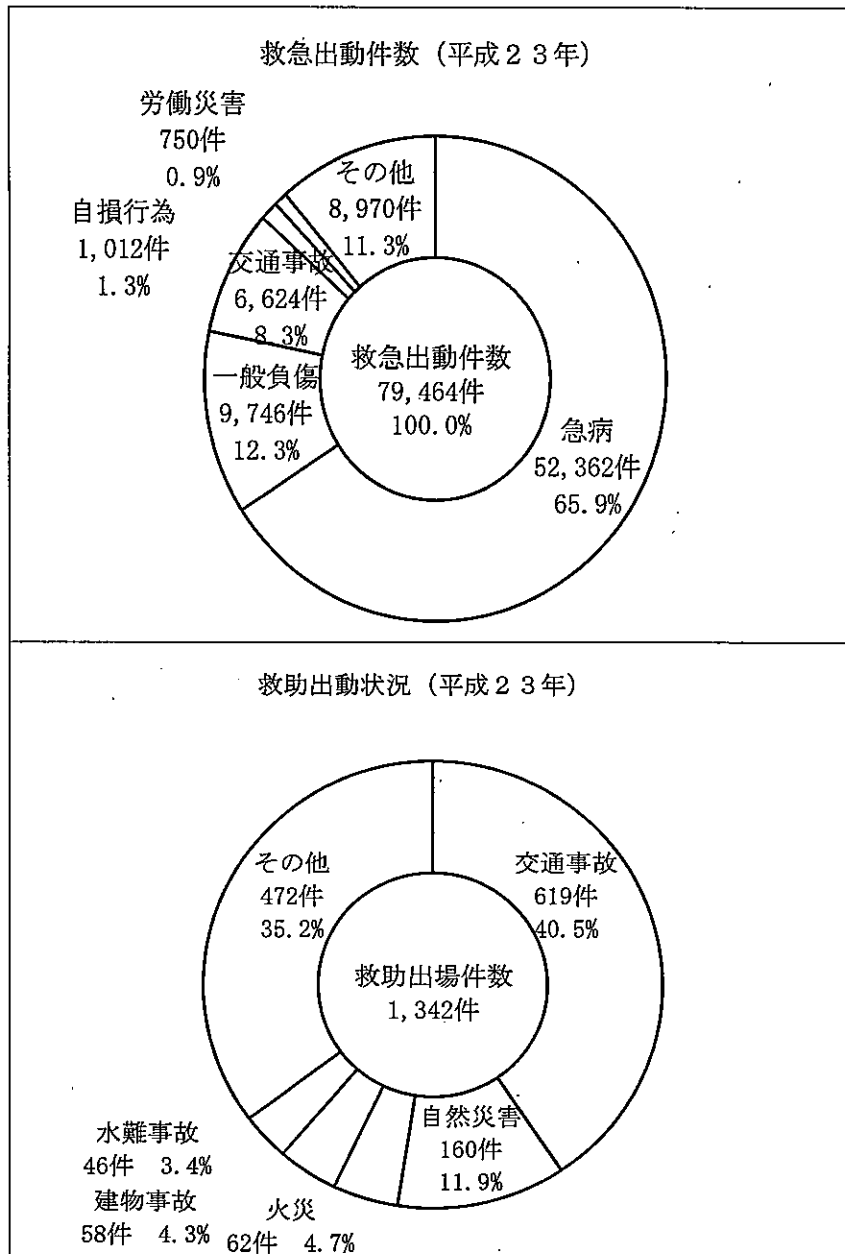 救急出動件数（平成２３年）
労働災害
750件
0.9%
その他
8,970件
11.3%
自損行為
1,012件
1.3%
交通事故
6,624件
8.3%
一般負傷
9,746件
12.3%
救急出動件数
79,464件
100.0%
急病
52,362件
65.9%
救助出動状況（平成２３年）
その他
472件
35.2%
交通事故
619件
40.5%
救助出場件数
1,342件
自然災害
160件
11.9%
水難事故
46件 3.4%
建物事故
58件 4.3%
火災
62件 4.7%